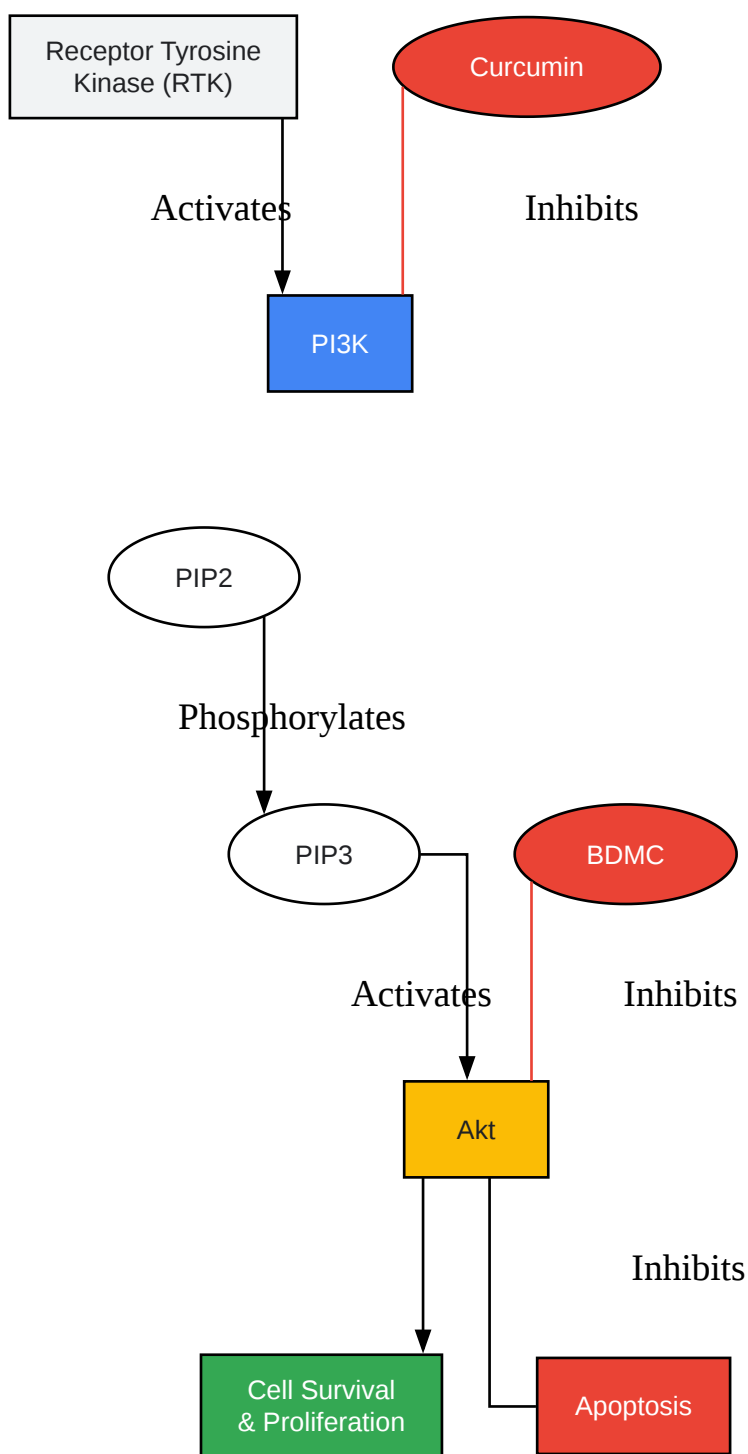 Receptor Tyrosine
Kinase (RTK)
Curcumin
Activates
Inhibits
PI3K
PIP2
Phosphorylates
PIP3
BDMC
Activates
Inhibits
Akt
Inhibits
Cell Survival
& Proliferation
Apoptosis